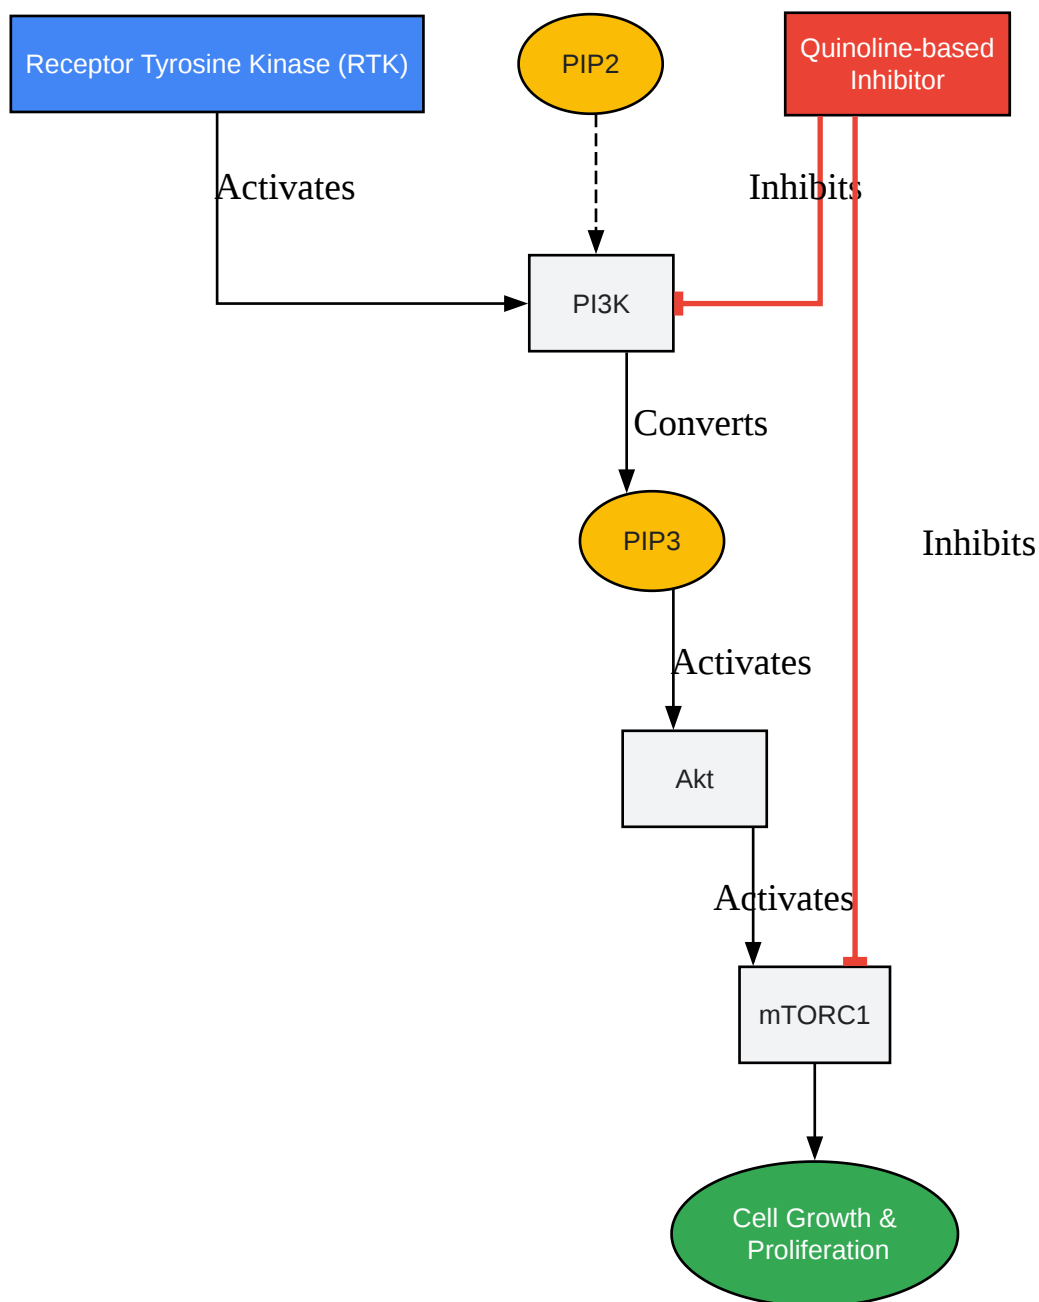 Receptor Tyrosine Kinase (RTK)
PIP2
Quinoline-based
Inhibitor
Activates
Inhibits
PI3K
Converts
PIP3
Inhibits
Activates
Akt
Activates
mTORC1
Cell Growth &
Proliferation